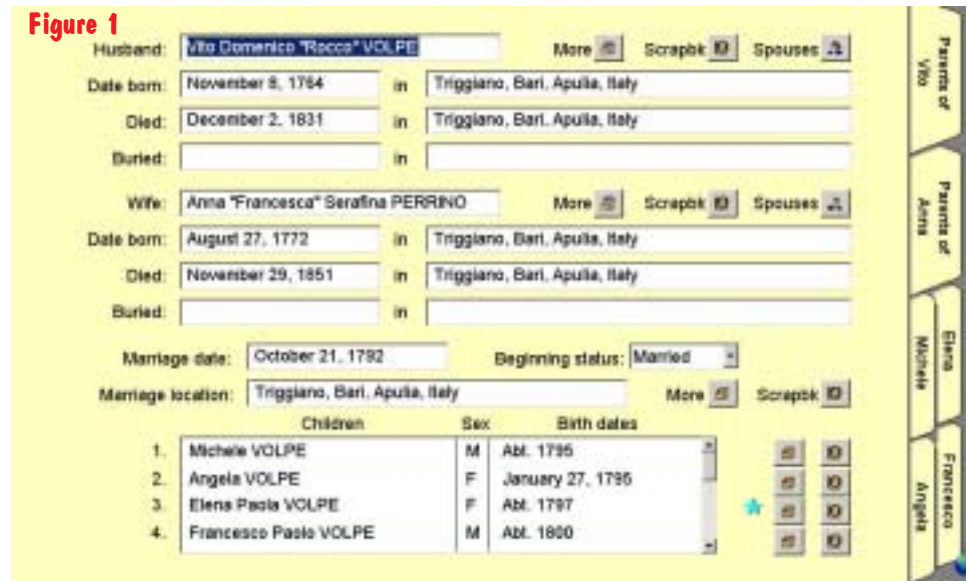 Figure 1
Husband: Vito Domenico "Rocco" VOLPE More Scrapbk Spouses
Date born: November 8, 1764 in Triggiano, Bari, Apulia, Italy
Died: December 2, 1831 in Triggiano, Bari, Apulia, Italy
Buried: in
Wife: Anna "Francesca" Serafina PERRINO More Scrapbk Spouses
Date born: August 27, 1772 in Triggiano, Bari, Apulia, Italy
Died: November 29, 1851 in Triggiano, Bari, Apulia, Italy
Buried: in
Marriage date: October 21, 1792 Beginning status: Married
Marriage location: Triggiano, Bari, Apulia, Italy More Scrapbk
Children Sex Birth dates
1. Michele VOLPE M Abt. 1795
2. Angela VOLPE F January 27, 1795
3. Elena Paola VOLPE F Abt. 1797
4. Francesco Paolo VOLPE M Abt. 1800
Parents of
Vito
Parents of
Anna
Elena
Michele
Francesco
Angela